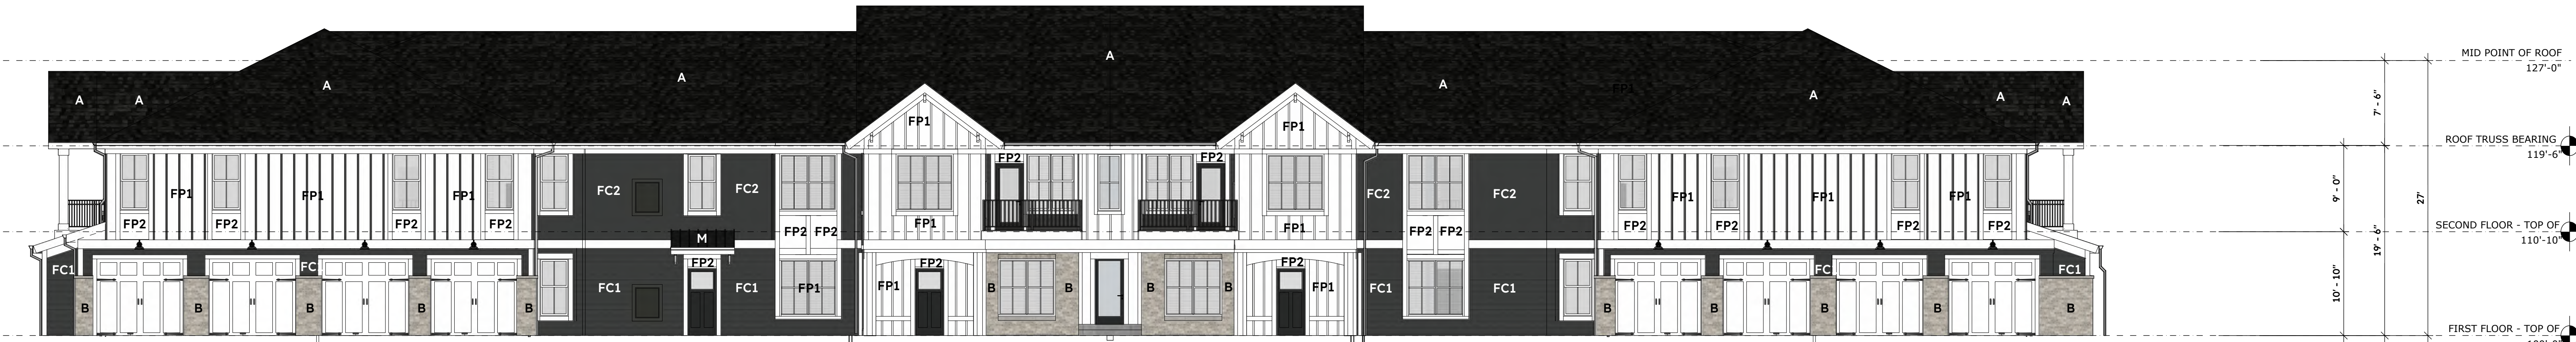 A
MID POINT OF ROOF
127'-0"
A A A A A A A A
7' - 6"
FP1 FP1
ROOF TRUSS BEARING
119'-6"
FP2 FP2
FP1 FP1 FP1 FC2 FC2 FC2 FC2 FP1 FP1 FP1
9' - 0"
27'
FP2 FP2 FP2 FP2 FP2 FP2 FP1 FP1 FP2 FP2 FP2 FP2 FP2 FP2
M
SECOND FLOOR - TOP OF
110'-10"
19' - 6"
FC1 FC FP2 FP2 FP2 FC FC1
FC1 FC1 FP1 FP1 B B B B FP1 FC1 FC1
10' - 10"
B B B B B B B B B B
FIRST FLOOR - TOP OF